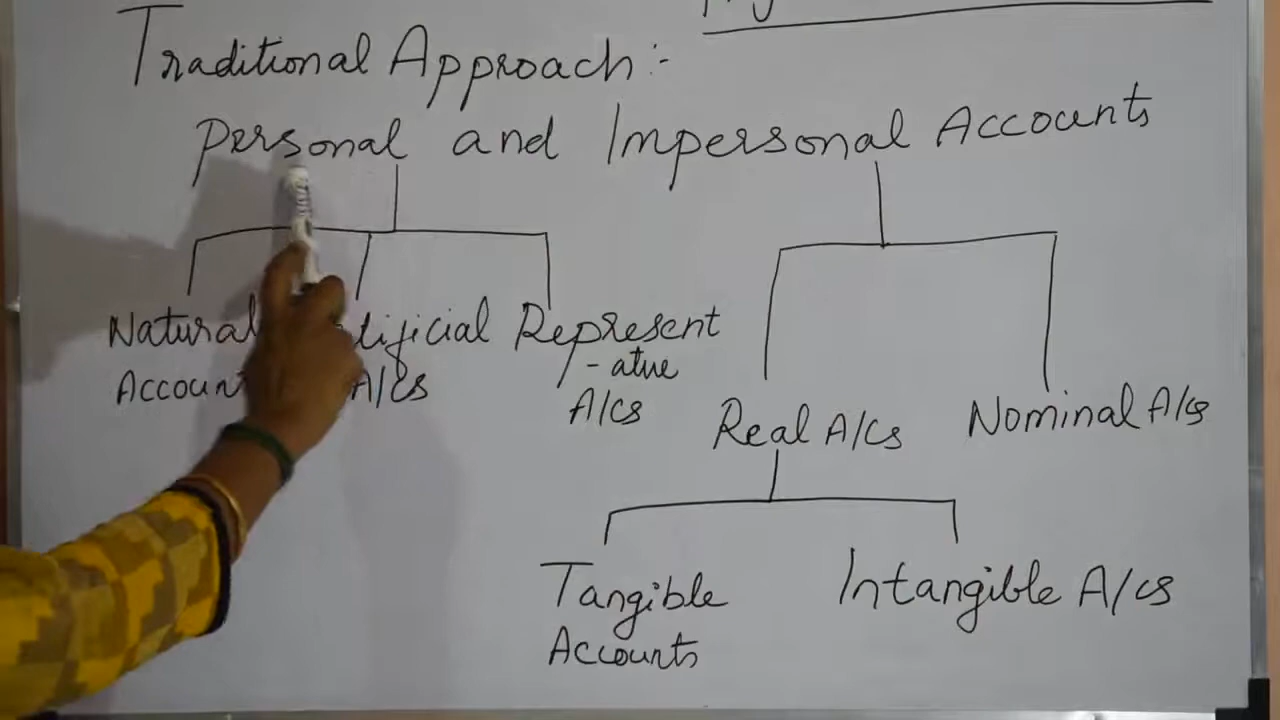 Traditional Approach:-
Personal and Impersonal Accounts
Natural Represent
-ative
A/cs A/cs
Real A/cs Nominal A/cs
Tangible Intangible A/cs
Accounts